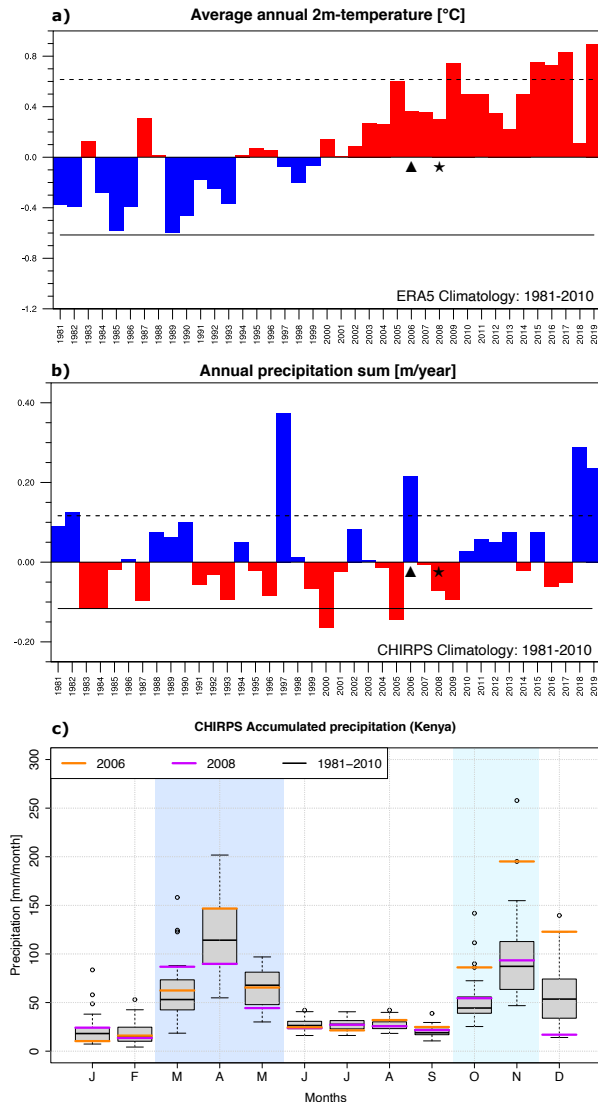 a) Average annual 2m-temperature [°C]
0.8
0.4
0.0
-0.4
-0.8
-1.2
ERA5 Climatology: 1981-2010
1981 1982 1983 1984 1985 1986 1987 1988 1989 1990 1991 1992 1993 1994 1995 1996 1997 1998 1999 2000 2001 2002 2003 2004 2005 2006 2007 2008 2009 2010 2011 2012 2013 2014 2015 2016 2017 2018 2019
b) Annual precipitation sum [m/year]
0.40
0.20
0.00
-0.20
CHIRPS Climatology: 1981-2010
1981 1982 1983 1984 1985 1986 1987 1988 1989 1990 1991 1992 1993 1994 1995 1996 1997 1998 1999 2000 2001 2002 2003 2004 2005 2006 2007 2008 2009 2010 2011 2012 2013 2014 2015 2016 2017 2018 2019
c) CHIRPS Accumulated precipitation (Kenya)
2006 2008 1981−2010
Precipitation [mm/month]
300
250
200
150
100
50
0
J F M A M J J A S O N D
Months